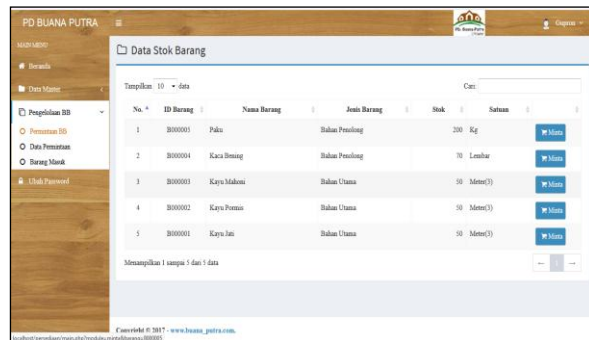 PD BUANA PUTRA
Gugum
MAIN MENU
Beranda
Data Master
Pengelolaan BB
Permintaan BB
Data Permintaan
Barang Masuk
Ubah Password
Data Stok Barang
Tampilkan 10 data
Cari:
No. ID Barang Nama Barang Jenis Barang Stok Satuan
1 B000005 Paku Bahan Penolong 200 Kg Minta
2 B000004 Kaca Bening Bahan Penolong 70 Lembar Minta
3 B000003 Kayu Mahoni Bahan Utama 50 Meter(3) Minta
4 B000002 Kayu Pormis Bahan Utama 50 Meter(3) Minta
5 B000001 Kayu Jati Bahan Utama 50 Meter(3) Minta
Menampilkan 1 sampai 5 dari 5 data
← 1 →
Copyright © 2017 - www.buana_putra.com.